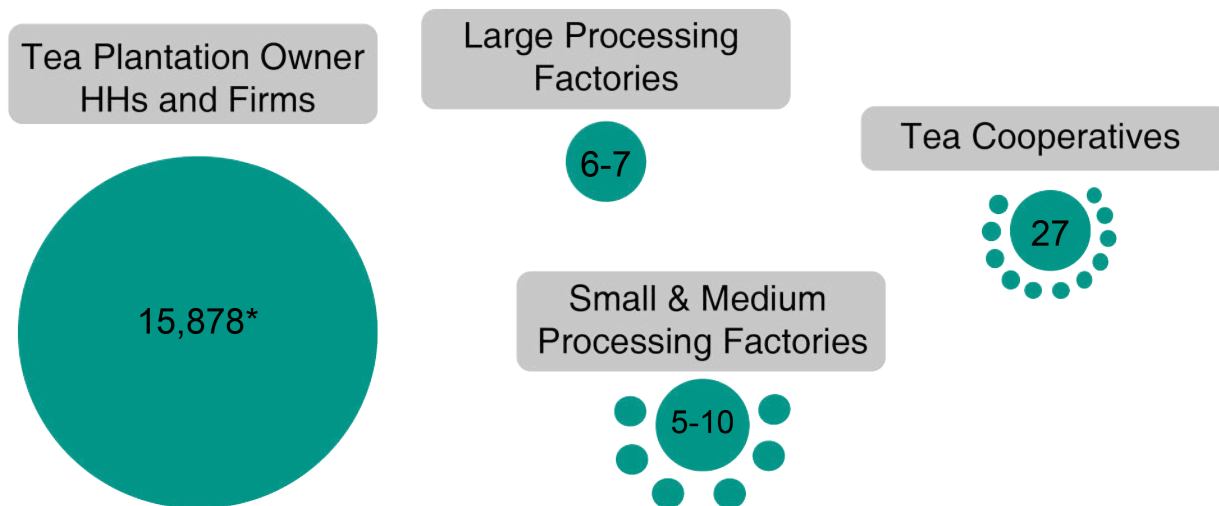 Tea Plantation Owner
HHs and Firms
15,878*
Large Processing
Factories
6-7
Small & Medium
Processing Factories
5-10
Tea Cooperatives
27